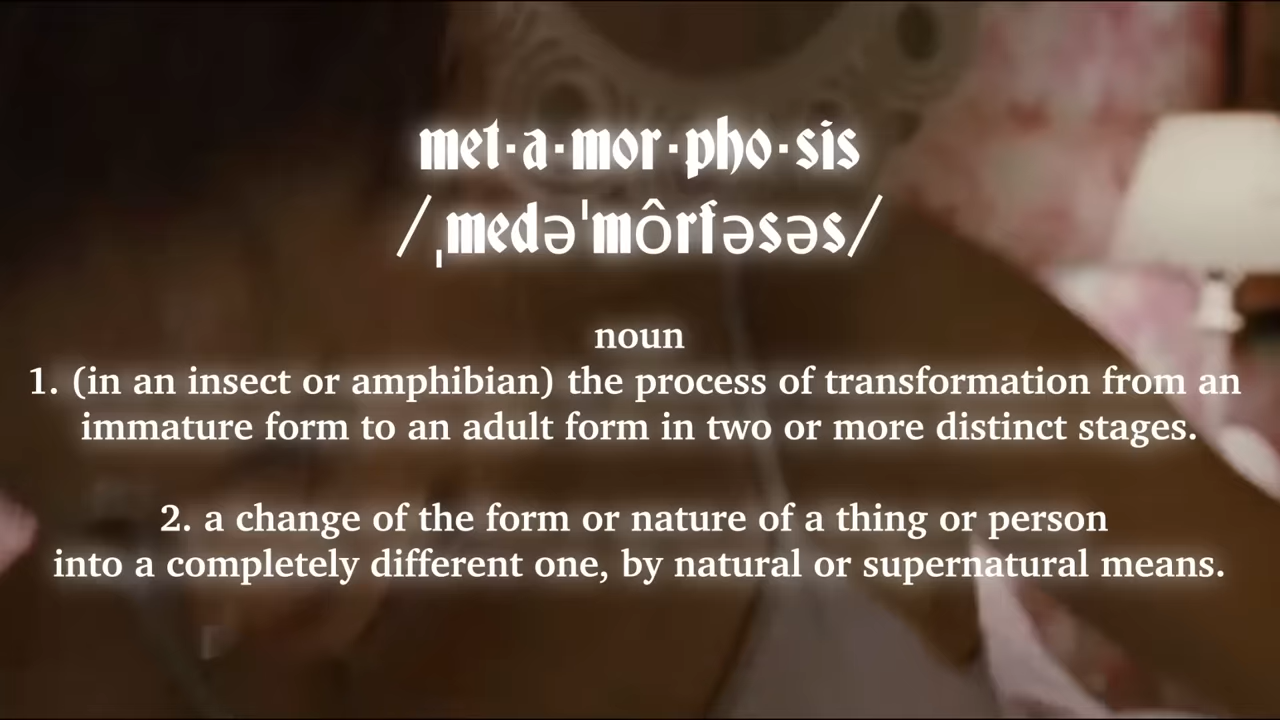 met·a·mor·pho·sis
/ˌmedəˈmôrfəsəs/
noun
1. (in an insect or amphibian) the process of transformation from an
immature form to an adult form in two or more distinct stages.
2. a change of the form or nature of a thing or person
into a completely different one, by natural or supernatural means.